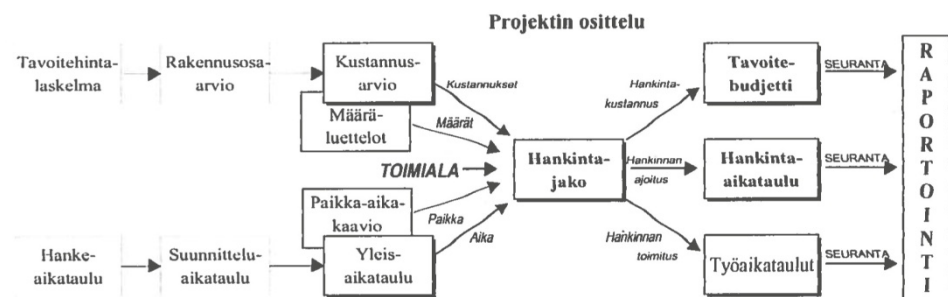 Projektin osittelu
Tavoitehinta-
laskelma
Rakennusosa-
arvio
Kustannus-
arvio
Määrä-
luettelot
Kustannukset
Määrät
TOIMIALA
Paikka-aika-
kaavio
Paikka
Aika
Hanke-
aikataulu
Suunnittelu-
aikataulu
Yleis-
aikataulu
Hankinta-
jako
Hankinta-
kustannus
Hankinnan
ajoitus
Hankinnan
toimitus
Tavoite-
budjetti
Hankinta-
aikataulu
Työaikataulut
SEURANTA
SEURANTA
SEURANTA
RAPORTOINTI